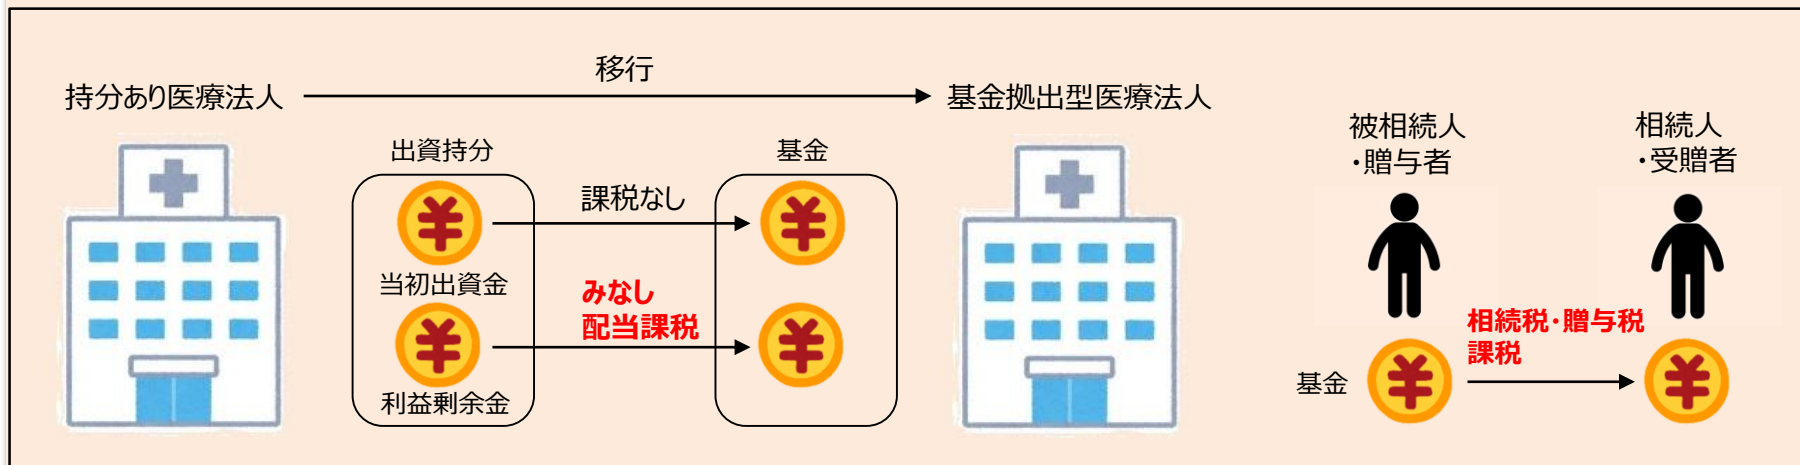 移行
持分あり医療法人
基金拠出型医療法人
出資持分
基金
課税なし
当初出資金
みなし
配当課税
利益剰余金
被相続人
・贈与者
相続人
・受贈者
相続税・贈与税
課税
基金